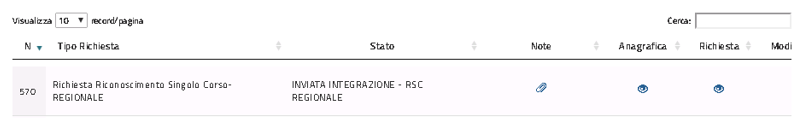 Visualizza 10 record/pagina Cerca:
N Tipo Richiesta Stato Note Anagrafica Richiesta Modi
570 Richiesta Riconoscimento Singolo Corso- INVIATA INTEGRAZIONE - RSC
REGIONALE REGIONALE